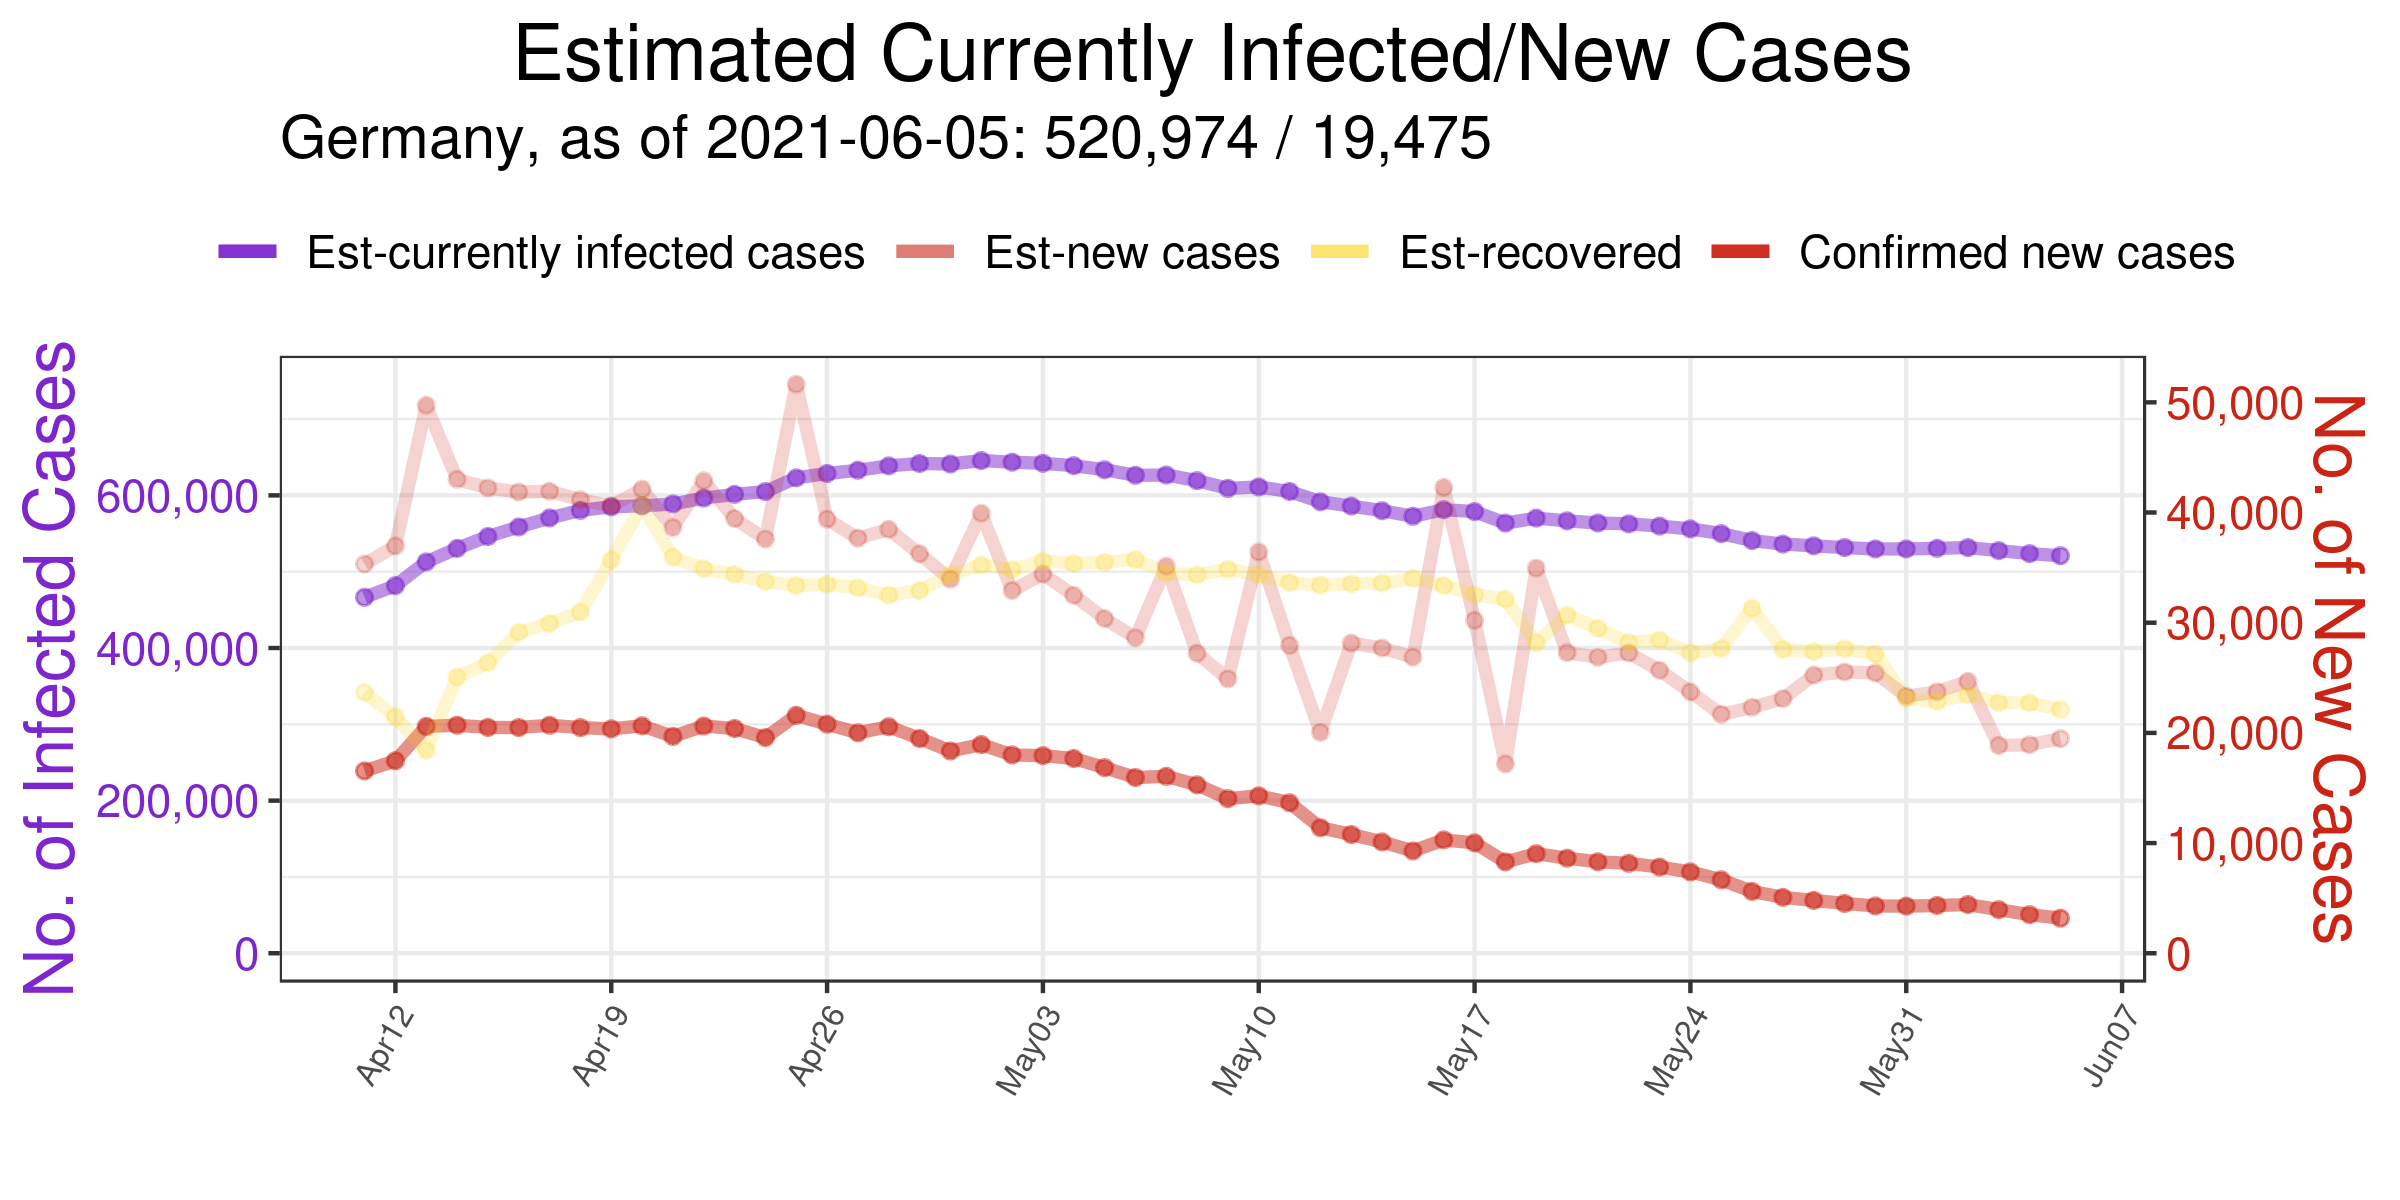 Estimated Currently Infected/New Cases
Germany, as of 2021-06-05: 520,974 / 19,475
Est-currently infected cases Est-new cases Est-recovered Confirmed new cases
No. of Infected Cases
600,000
400,000
200,000
0
50,000
40,000
30,000
20,000
10,000
0
No. of New Cases
Apr12 Apr19 Apr26 May03 May10 May17 May24 May31 Jun07